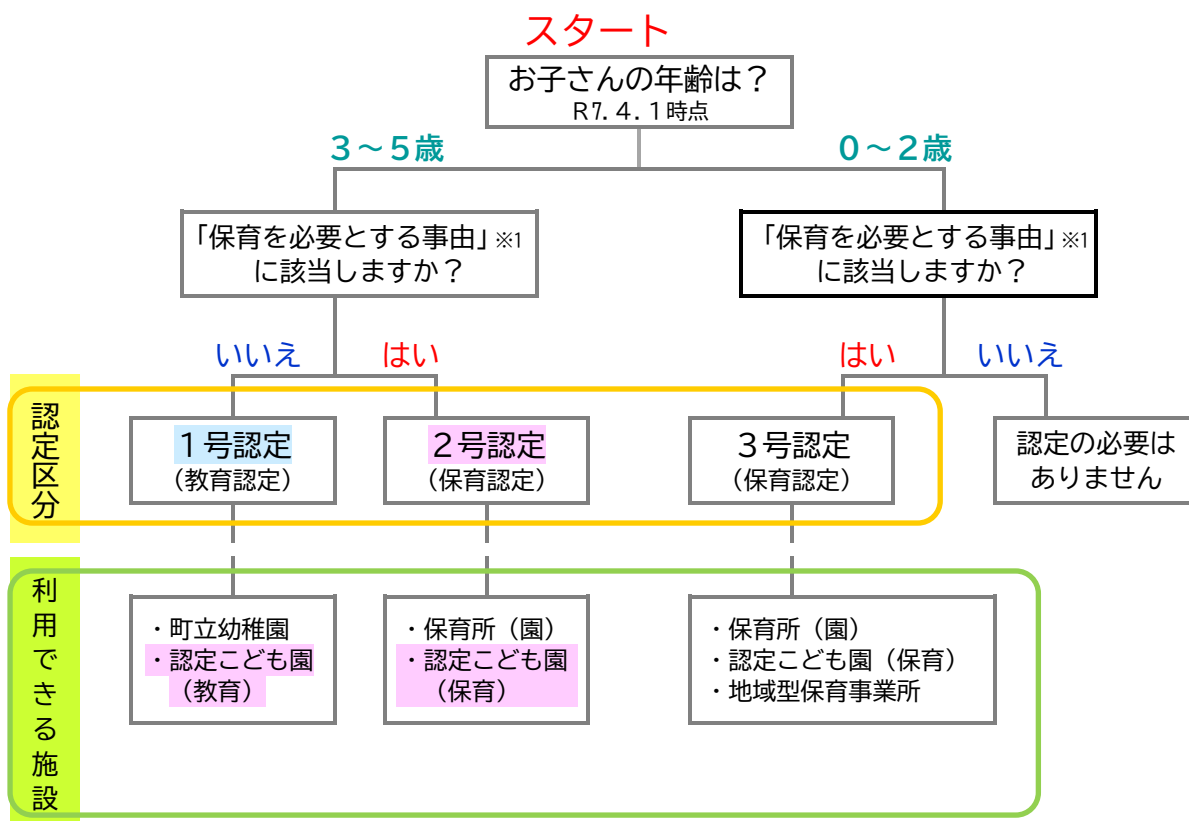 スタート
お子さんの年齢は？
R7.4.1時点
3～5歳
0～2歳
「保育を必要とする事由」※1
に該当しますか？
「保育を必要とする事由」※1
に該当しますか？
いいえ
はい
はい
いいえ
認定区分
1号認定
（教育認定）
2号認定
（保育認定）
3号認定
（保育認定）
認定の必要は
ありません
利用できる施設
・町立幼稚園
・認定こども園
（教育）
・保育所（園）
・認定こども園
（保育）
・保育所（園）
・認定こども園（保育）
・地域型保育事業所